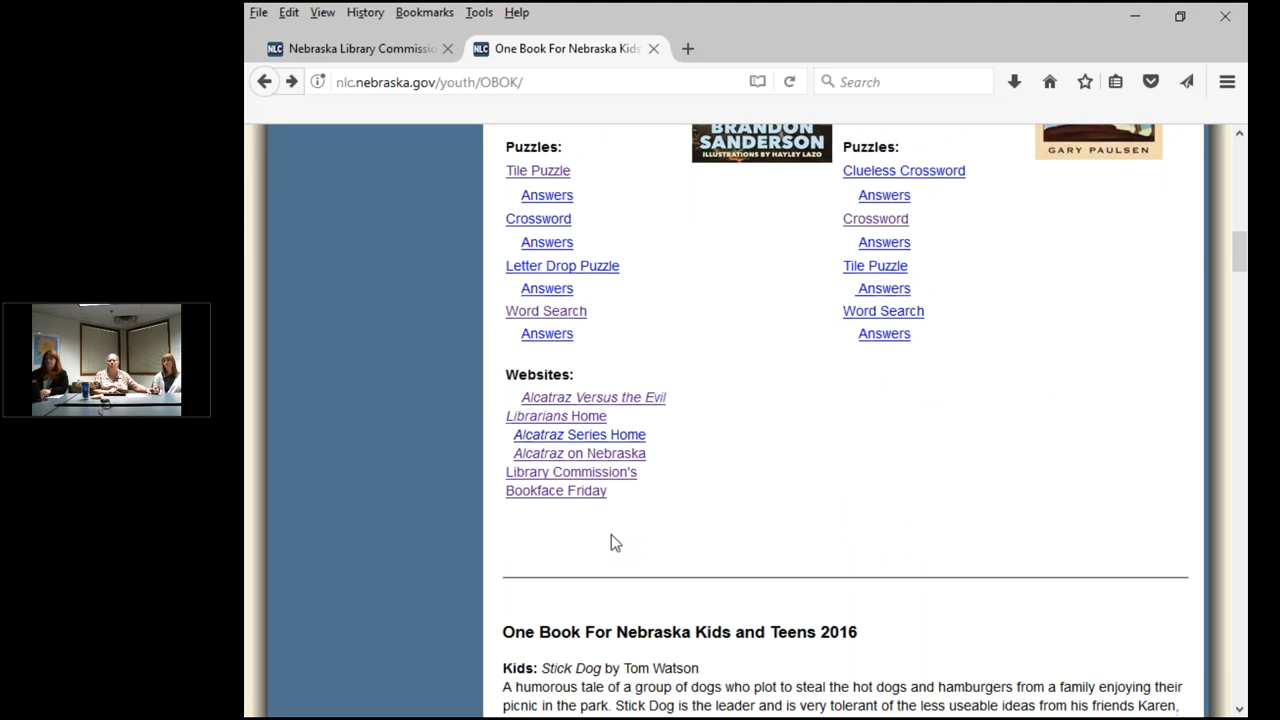 File Edit View History Bookmarks Tools Help
NLC Nebraska Library Commissio
NLC One Book For Nebraska Kids
nlc.nebraska.gov/youth/OBOK/
Search
BRANDON
SANDERSON
ILLUSTRATIONS BY HAYLEY LAZO
GARY PAULSEN
Puzzles:
Tile Puzzle
Answers
Crossword
Answers
Letter Drop Puzzle
Answers
Word Search
Answers
Puzzles:
Clueless Crossword
Answers
Crossword
Answers
Tile Puzzle
Answers
Word Search
Answers
Websites:
Alcatraz Versus the Evil
Librarians Home
Alcatraz Series Home
Alcatraz on Nebraska
Library Commission's
Bookface Friday
One Book For Nebraska Kids and Teens 2016
Kids: Stick Dog by Tom Watson
A humorous tale of a group of dogs who plot to steal the hot dogs and hamburgers from a family enjoying their
picnic in the park. Stick Dog is the leader and is very tolerant of the less useable ideas from his friends Karen,